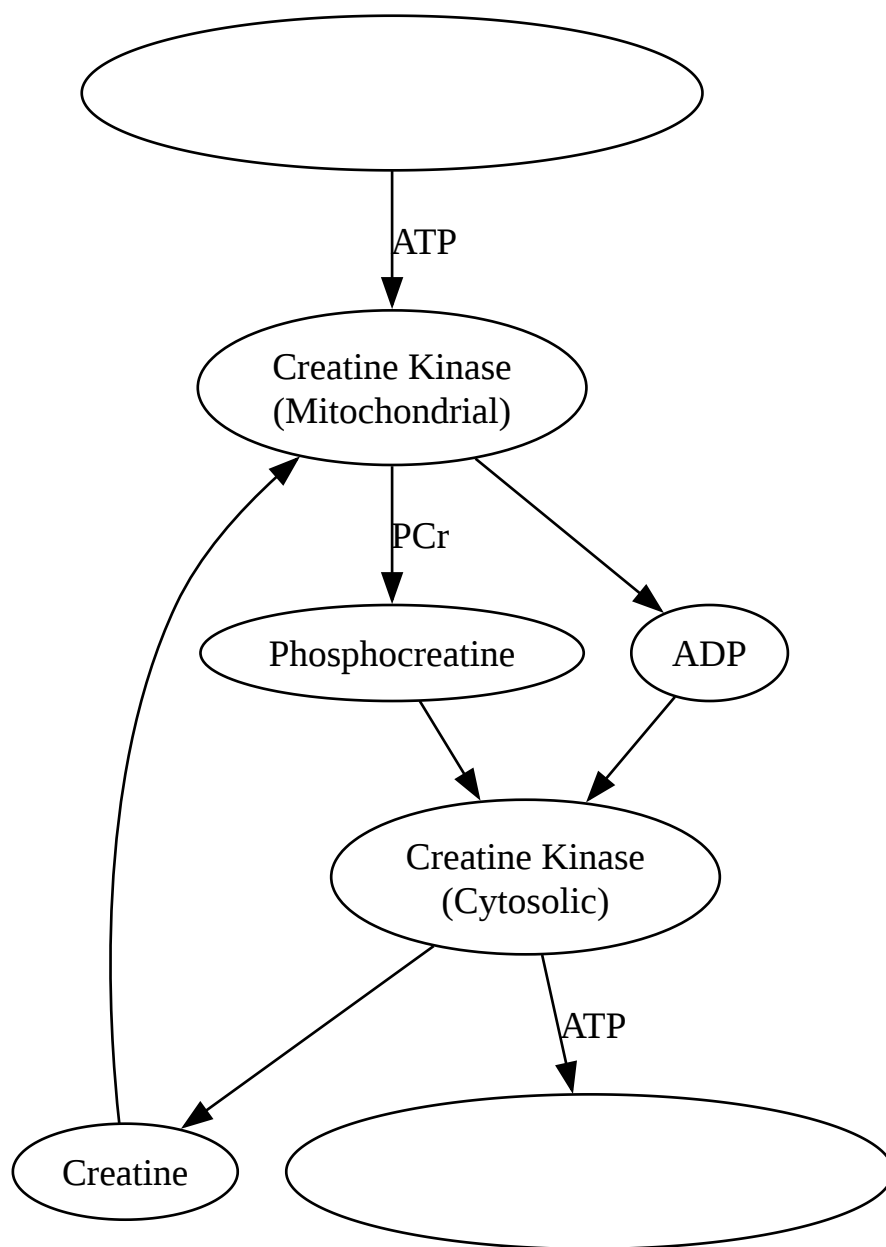 ATP
Creatine Kinase
(Mitochondrial)
PCr
Phosphocreatine
ADP
Creatine Kinase
(Cytosolic)
ATP
Creatine